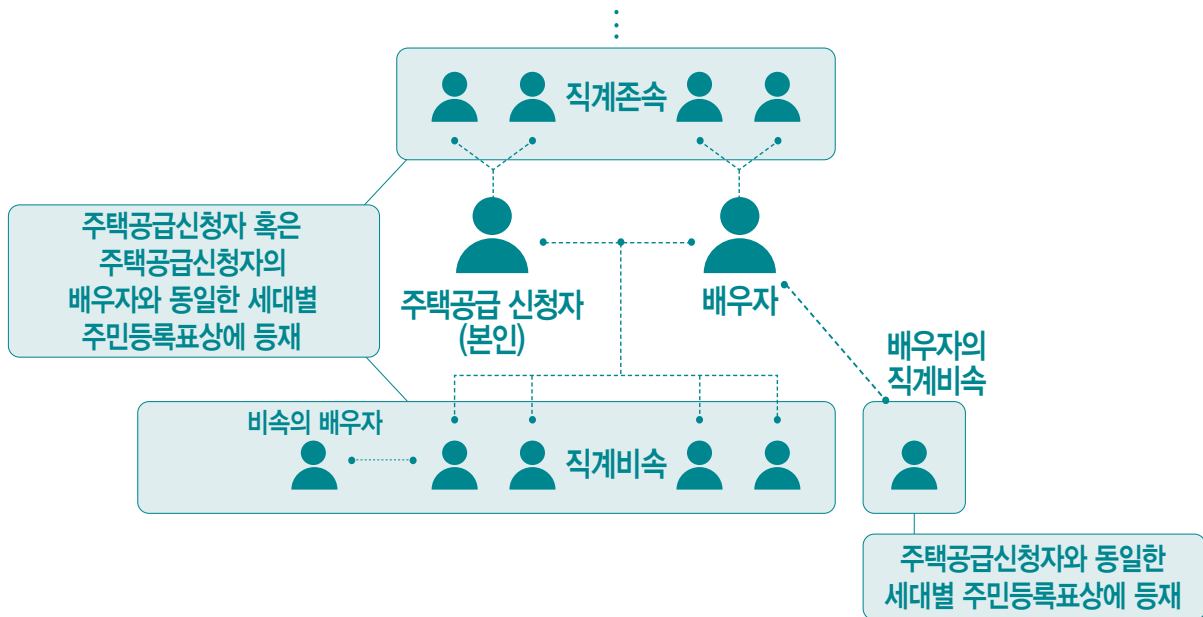 직계존속
주택공급신청자 혹은
주택공급신청자의
배우자와 동일한 세대별
주민등록표상에 등재
주택공급 신청자
(본인)
배우자
배우자의
직계비속
비속의 배우자
직계비속
주택공급신청자와 동일한
세대별 주민등록표상에 등재